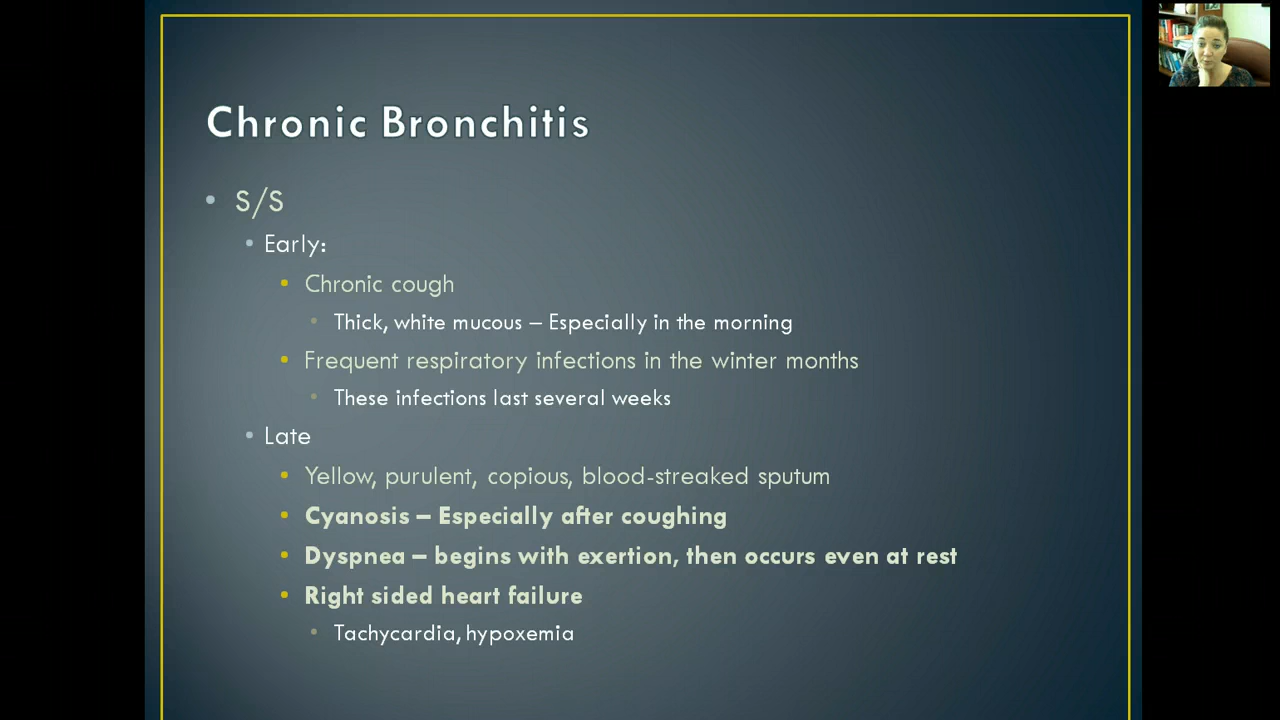 Chronic Bronchitis
• S/S
• Early:
• Chronic cough
• Thick, white mucous – Especially in the morning
• Frequent respiratory infections in the winter months
• These infections last several weeks
• Late
• Yellow, purulent, copious, blood-streaked sputum
• Cyanosis – Especially after coughing
• Dyspnea – begins with exertion, then occurs even at rest
• Right sided heart failure
• Tachycardia, hypoxemia